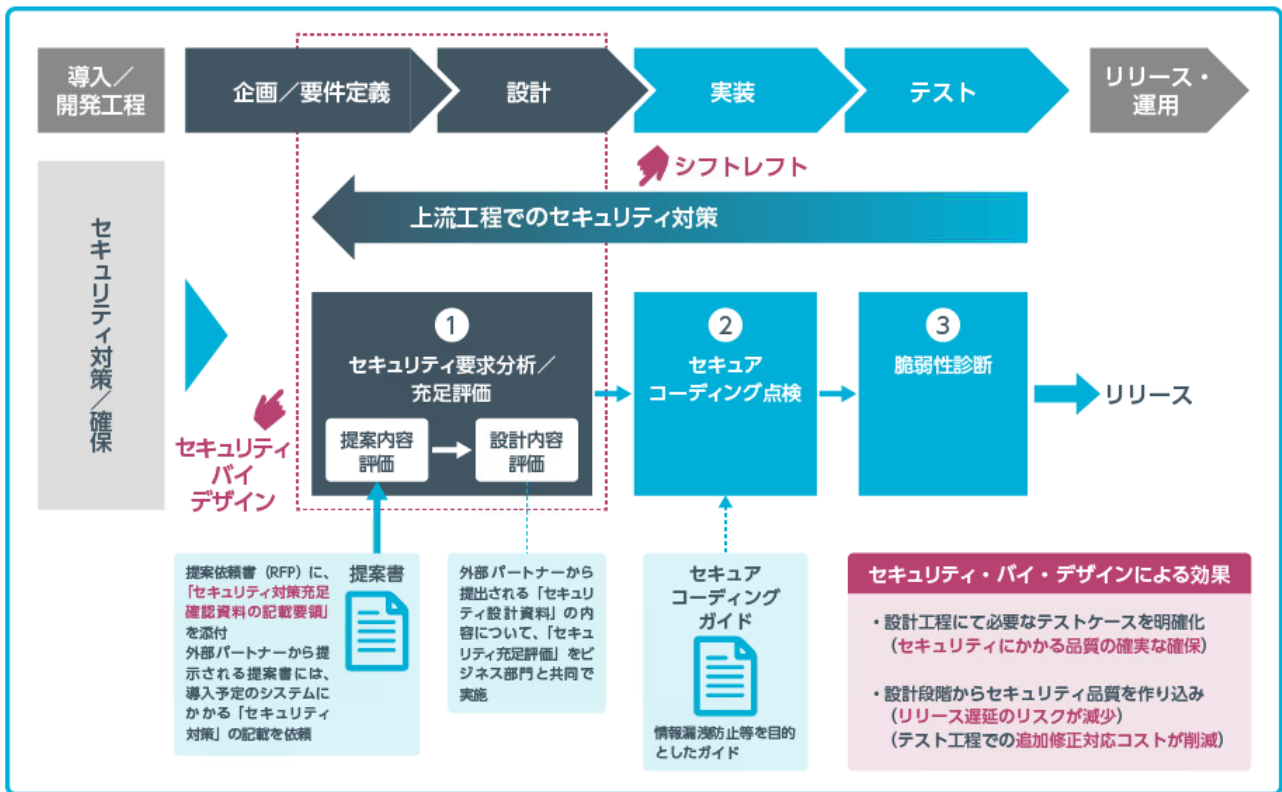 導入／
開発工程
企画／要件定義
設計
実装
テスト
リリース・
運用
シフトレフト
上流工程でのセキュリティ対策
セキュリティ対策／確保
セキュリティ
バイ
デザイン
1
セキュリティ要求分析／
充足評価
提案内容
評価
設計内容
評価
2
セキュア
コーディング点検
3
脆弱性診断
リリース
提案依頼書（RFP）に、
「セキュリティ対策充足
確認資料の記載要領」
を添付
外部パートナーから提
示される提案書には、
導入予定のシステムに
かかる「セキュリティ
対策」の記載を依頼
提案書
外部パートナーから
提出される「セキュリ
ティ設計資料」の内
容について、「セキュ
リティ充足評価」をビ
ジネス部門と共同で
実施
セキュア
コーディング
ガイド
情報漏洩防止等を目的
としたガイド
セキュリティ・バイ・デザインによる効果
・設計工程にて必要なテストケースを明確化
（セキュリティにかかる品質の確実な確保）
・設計段階からセキュリティ品質を作り込み
（リリース遅延のリスクが減少）
（テスト工程での追加修正対応コストが削減）